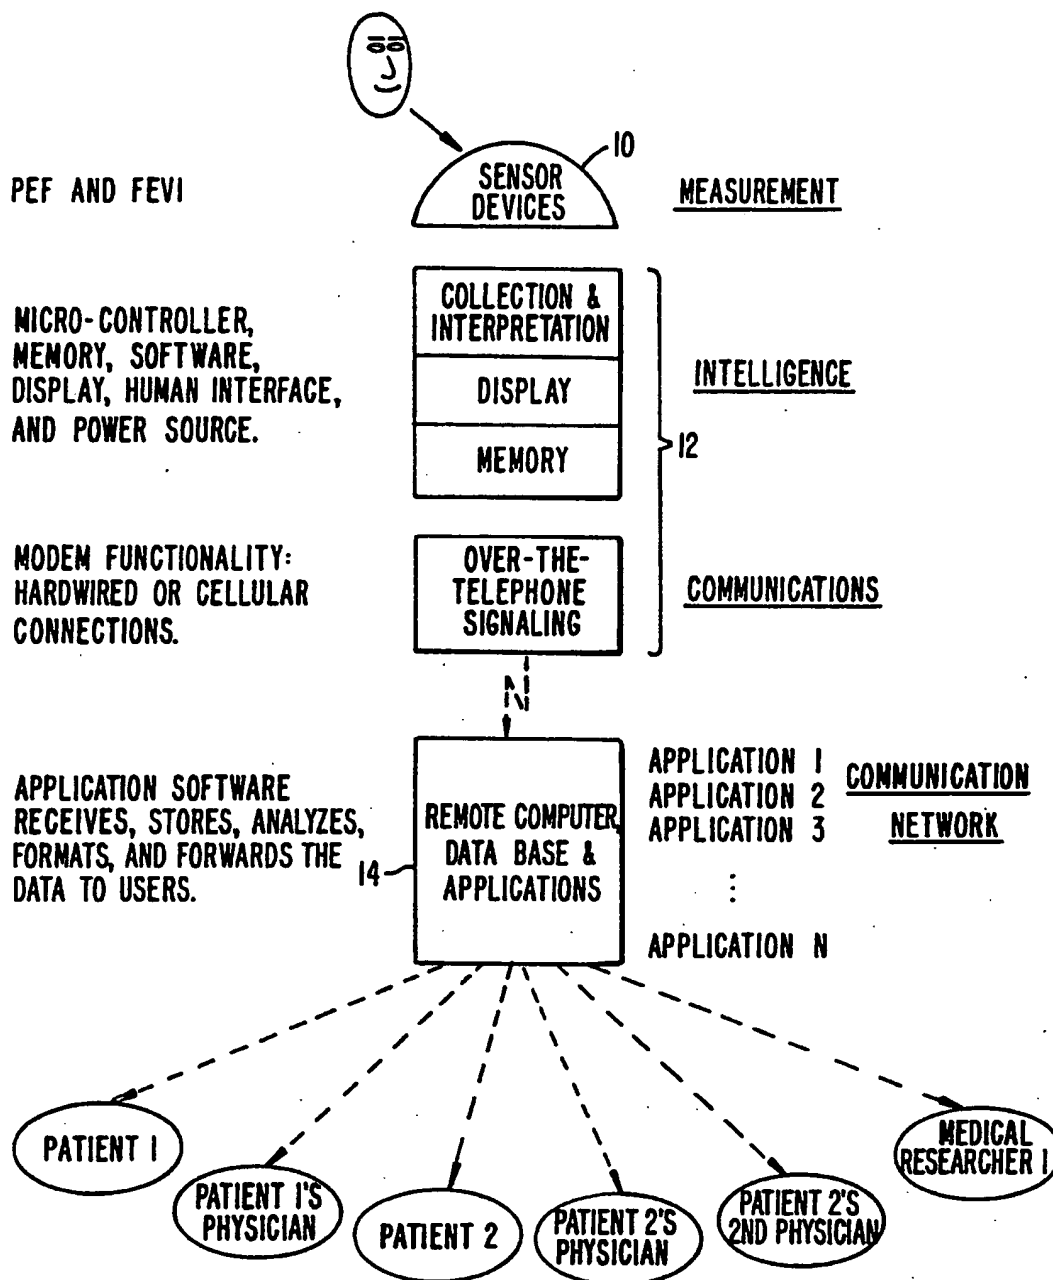 10
SENSOR
DEVICES
PEF AND FEVI
MEASUREMENT
COLLECTION &
INTERPRETATION
DISPLAY
MEMORY
MICRO-CONTROLLER,
MEMORY, SOFTWARE,
DISPLAY, HUMAN INTERFACE,
AND POWER SOURCE.
INTELLIGENCE
12
MODEM FUNCTIONALITY:
HARDWIRED OR CELLULAR
CONNECTIONS.
OVER-THE-
TELEPHONE
SIGNALING
COMMUNICATIONS
APPLICATION SOFTWARE
RECEIVES, STORES, ANALYZES,
FORMATS, AND FORWARDS THE
DATA TO USERS.
14
REMOTE COMPUTER,
DATA BASE &
APPLICATIONS
APPLICATION 1
APPLICATION 2
APPLICATION 3
⋮
APPLICATION N
COMMUNICATION
NETWORK
PATIENT 1
PATIENT 1'S
PHYSICIAN
PATIENT 2
PATIENT 2'S
PHYSICIAN
PATIENT 2'S
2ND PHYSICIAN
MEDICAL
RESEARCHER 1